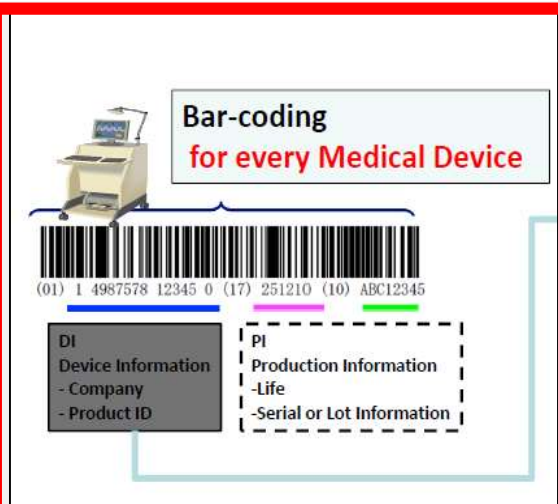 Bar-coding
for every Medical Device
(01) 1 4987578 12345 0 (17) 251210 (10) ABC12345
DI
Device Information
- Company
- Product ID
PI
Production Information
-Life
-Serial or Lot Information